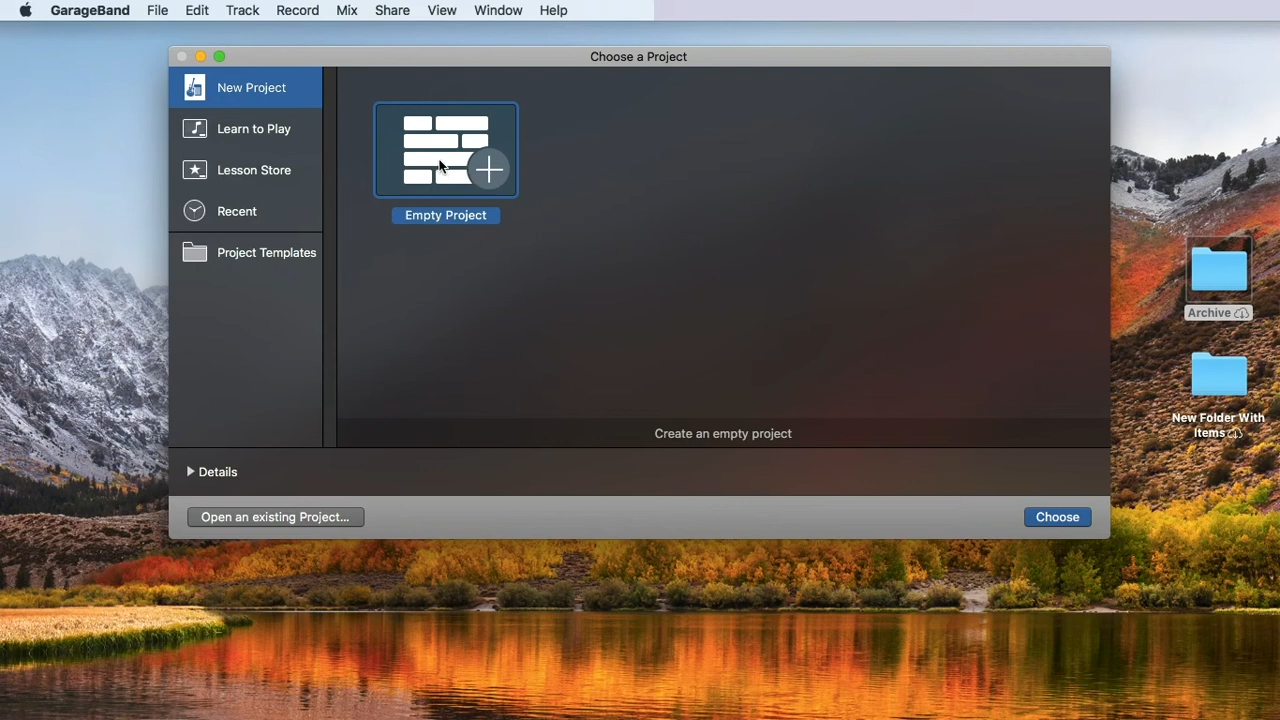 GarageBand File Edit Track Record Mix Share View Window Help
Choose a Project
New Project
Learn to Play
Lesson Store
Recent
Project Templates
Empty Project
Create an empty project
Details
Open an existing Project...
Choose
Archive
New Folder With
Items